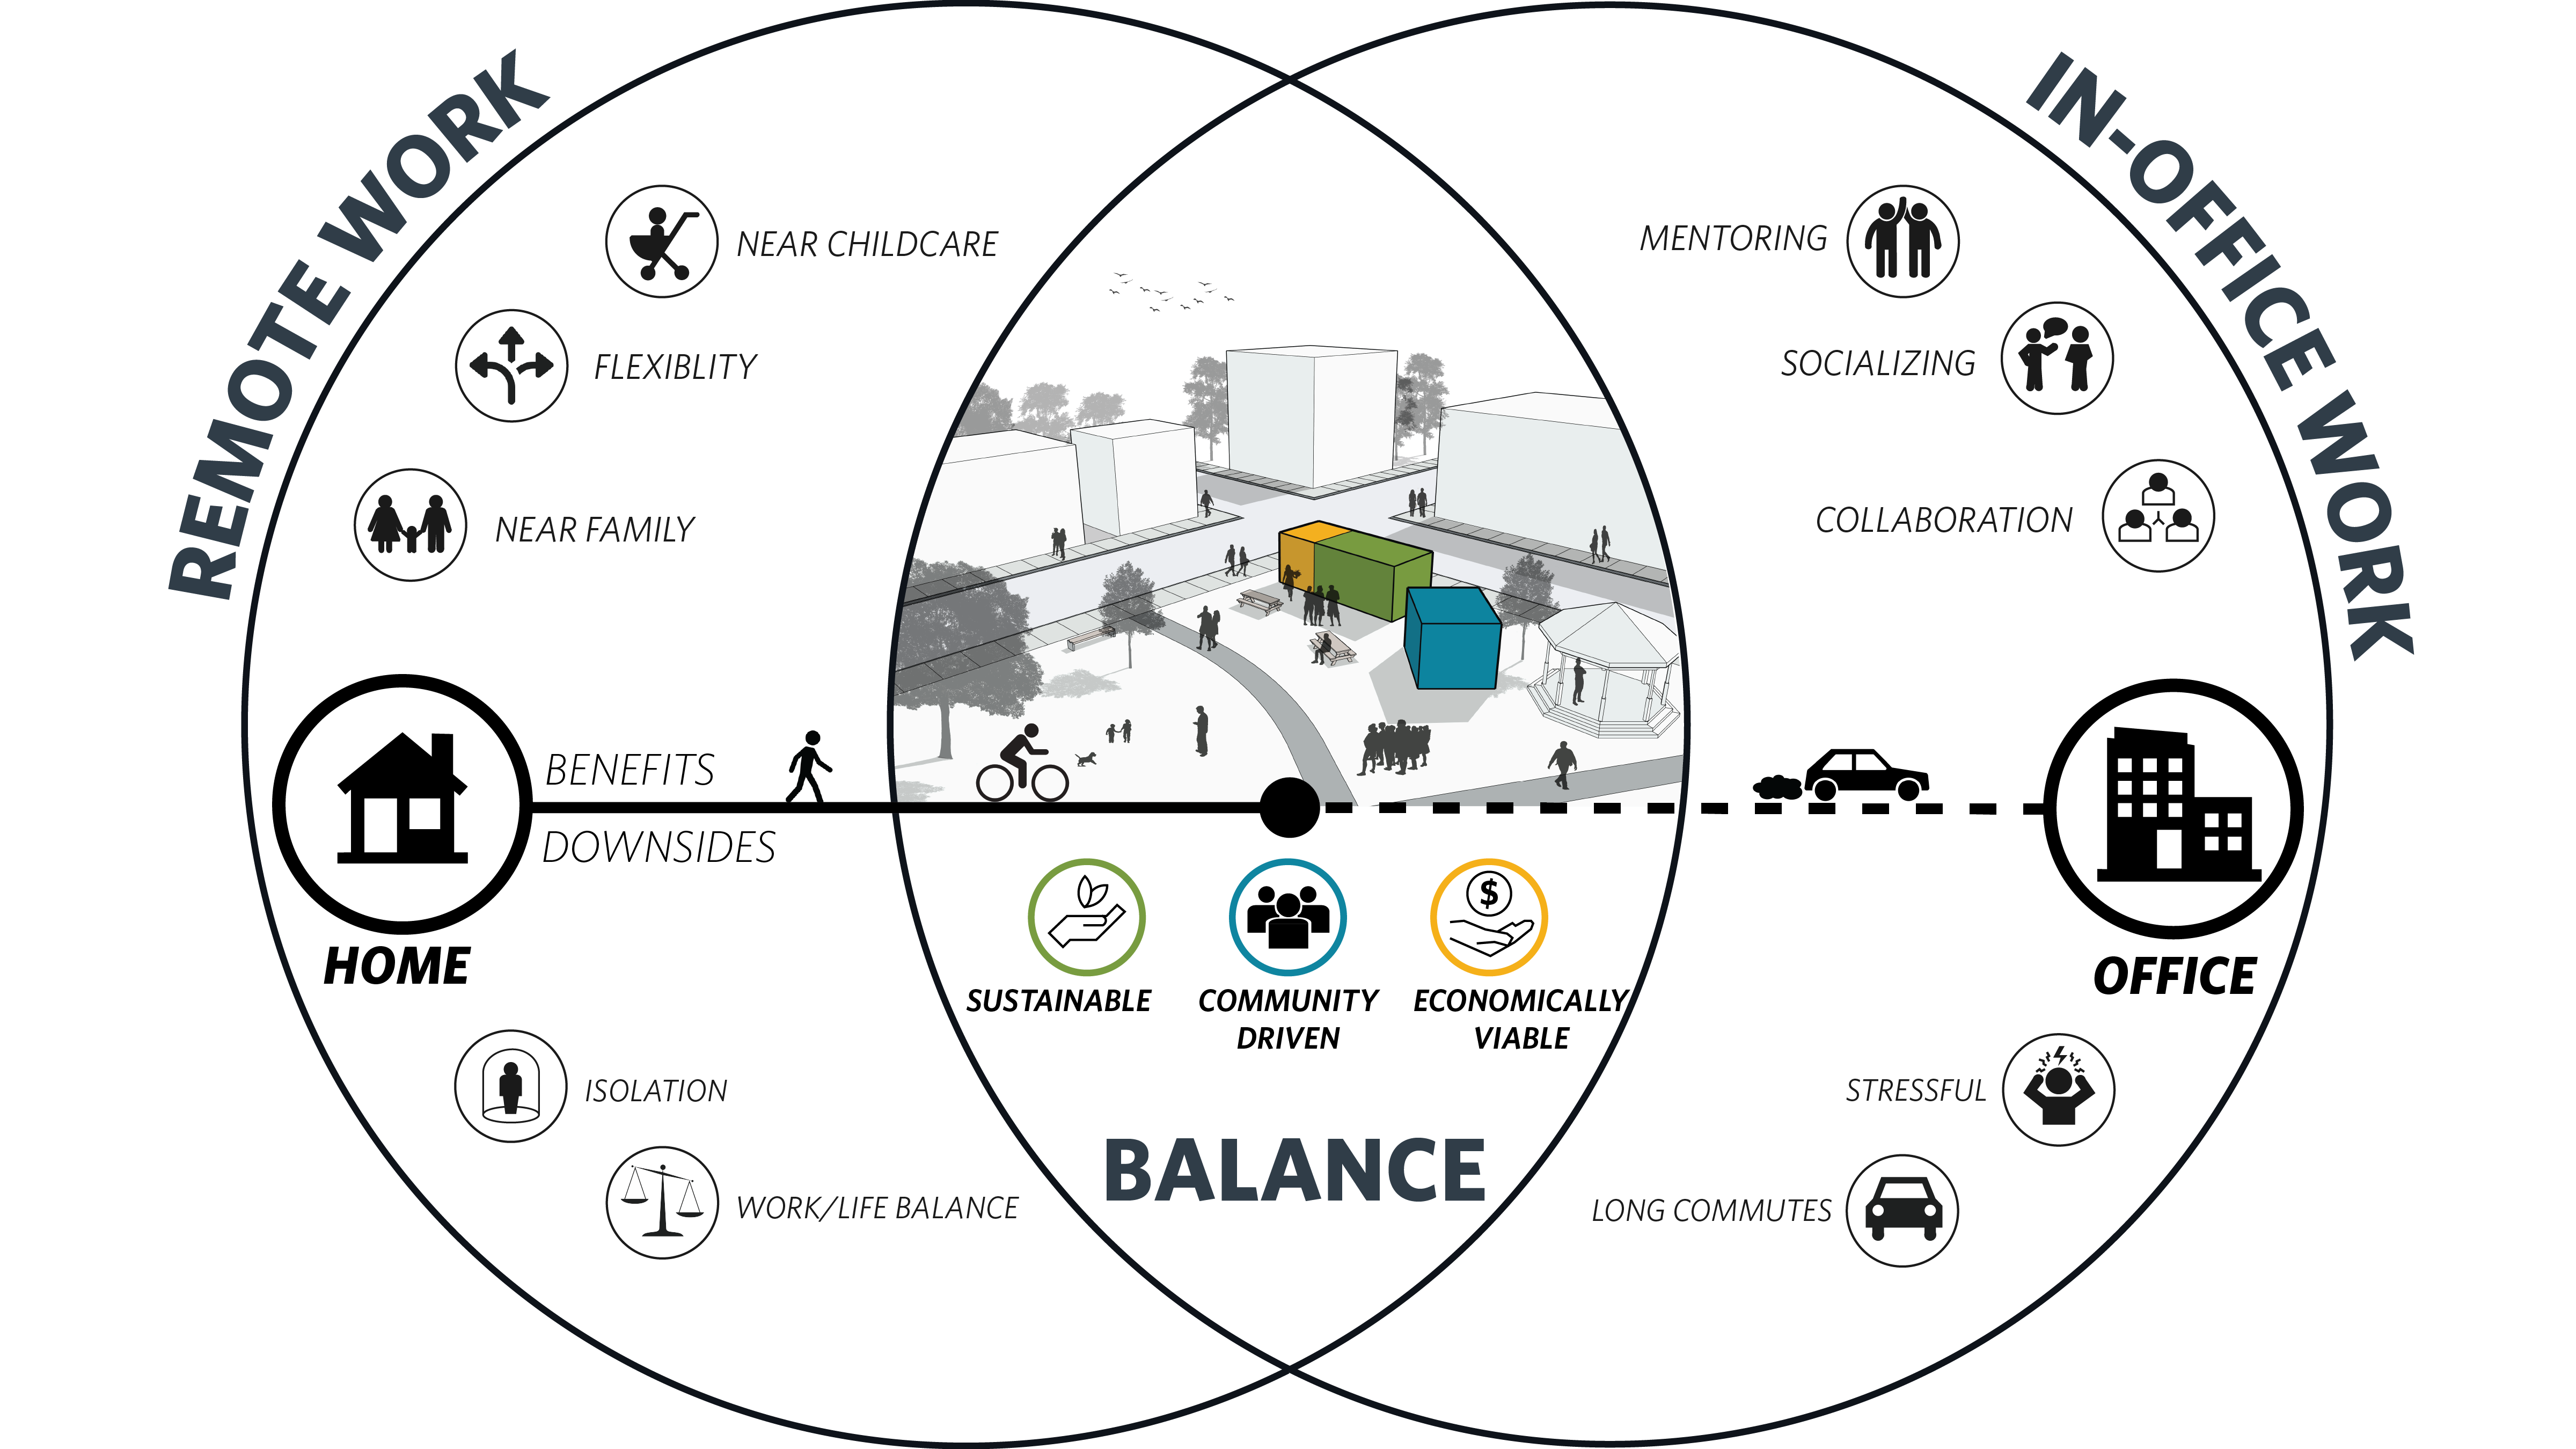 REMOTE WORK
IN-OFFICE WORK
NEAR CHILDCARE
FLEXIBLITY
NEAR FAMILY
MENTORING
SOCIALIZING
COLLABORATION
BENEFITS
DOWNSIDES
HOME
OFFICE
$
SUSTAINABLE
COMMUNITY
DRIVEN
ECONOMICALLY
VIABLE
ISOLATION
WORK/LIFE BALANCE
BALANCE
STRESSFUL
LONG COMMUTES